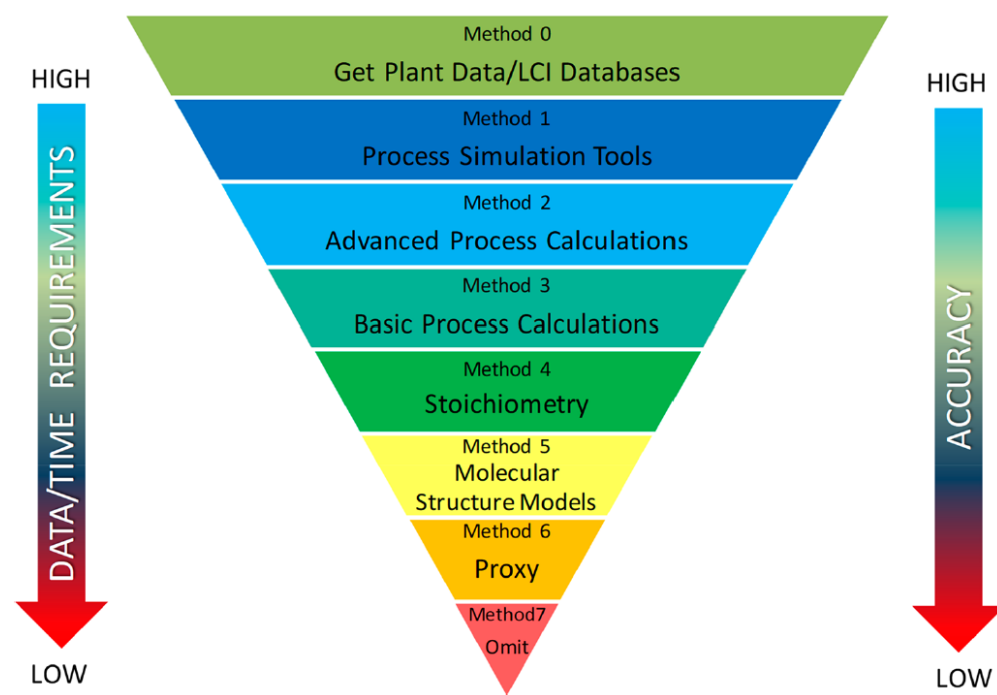 Method 0
Get Plant Data/LCI Databases
HIGH
HIGH
Method 1
Process Simulation Tools
Method 2
Advanced Process Calculations
Method 3
Basic Process Calculations
Method 4
Stoichiometry
Method 5
Molecular
Structure Models
Method 6
Proxy
Method7
Omit
DATA/TIME REQUIREMENTS
ACCURACY
LOW
LOW